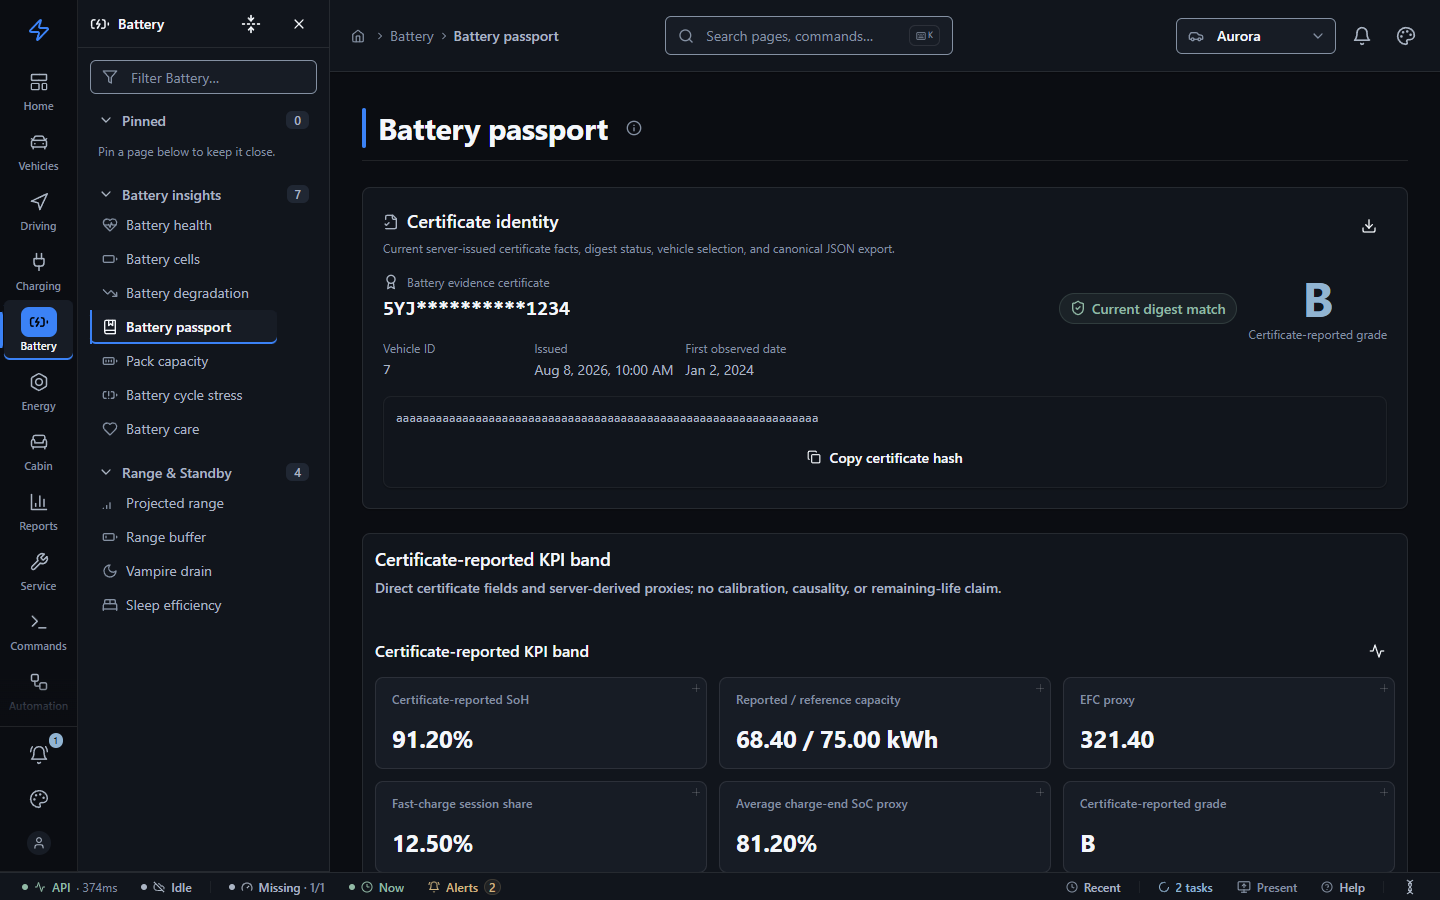 Home
Vehicles
Driving
Charging
Battery
Energy
Cabin
Reports
Service
Commands
Automation
1
Battery
Filter Battery...
Pinned 0
Pin a page below to keep it close.
Battery insights 7
Battery health
Battery cells
Battery degradation
Battery passport
Pack capacity
Battery cycle stress
Battery care
Range & Standby 4
Projected range
Range buffer
Vampire drain
Sleep efficiency
Battery > Battery passport
Search pages, commands... K
Aurora
Battery passport
Certificate identity
Current server-issued certificate facts, digest status, vehicle selection, and canonical JSON export.
Battery evidence certificate
5YJ**********1234
Current digest match
B
Certificate-reported grade
Vehicle ID Issued First observed date
7 Aug 8, 2026, 10:00 AM Jan 2, 2024
aaaaaaaaaaaaaaaaaaaaaaaaaaaaaaaaaaaaaaaaaaaaaaaaaaaaaaaaaaaaaaaa
Copy certificate hash
Certificate-reported KPI band
Direct certificate fields and server-derived proxies; no calibration, causality, or remaining-life claim.
Certificate-reported KPI band
Certificate-reported SoH
91.20%
Reported / reference capacity
68.40 / 75.00 kWh
EFC proxy
321.40
Fast-charge session share
12.50%
Average charge-end SoC proxy
81.20%
Certificate-reported grade
B
API · 374ms Idle Missing · 1/1 Now Alerts 2 Recent 2 tasks Present Help